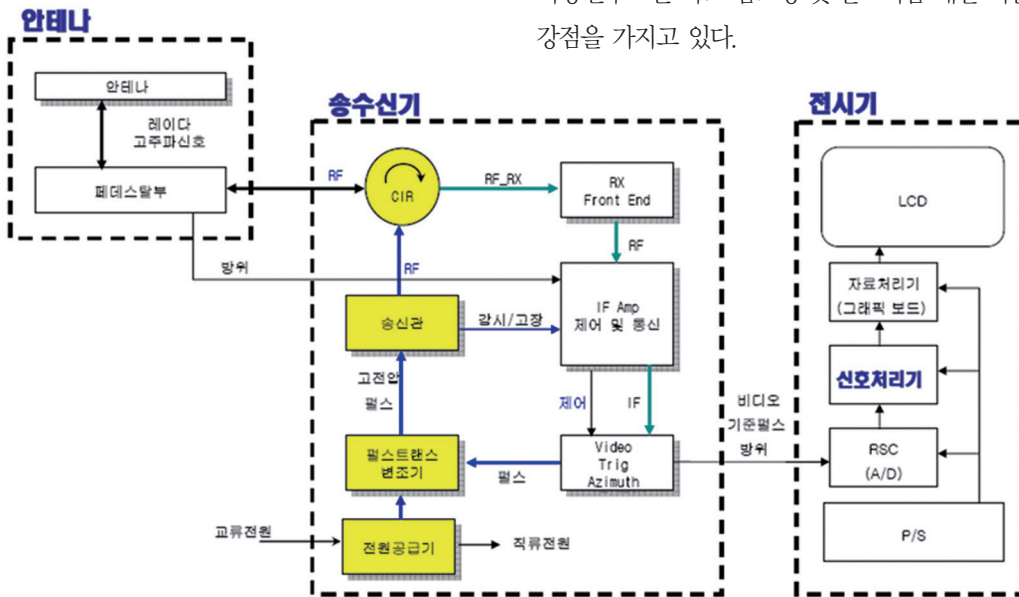 강점을 가지고 있다.
안테나
안테나
레이다
고주파신호
페데스탈부
송수신기
RF
CIR
RF_RX
RX
Front End
RF
방위
RF
IF Amp
제어 및 통신
송신관
감시/고장
고전압
펄스
제어
IF
펄스트랜스
변조기
펄스
Video
Trig
Azimuth
교류전원
전원공급기
직류전원
비디오
기준펄스
방위
전시기
LCD
자료처리기
(그래픽 보드)
신호처리기
RSC
(A/D)
P/S